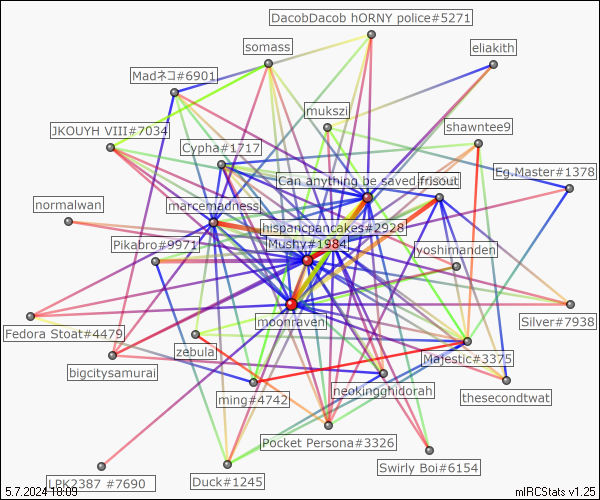 DacobDacob hORNY police#5271
somass
eliakith
Madネコ#6901
mukszi
shawntee9
JKOUYH VIII#7034
Cypha#1717
Eg.Master#1378
Can anything be saved
frisout
normalwan
marcemadness
hispanicpancakes#2928
Pikabro#9971
Mushy#1984
yoshimanden
moonraven
Silver#7938
Fedora Stoat#4479
zebula
Majestic#3375
bigcitysamurai
neokingghidorah
thesecondtwat
ming#4742
Pocket Persona#3326
Swirly Boi#6154
LPK2387 #7690
Duck#1245
5.7.2024 18:09
mIRCStats v1.25